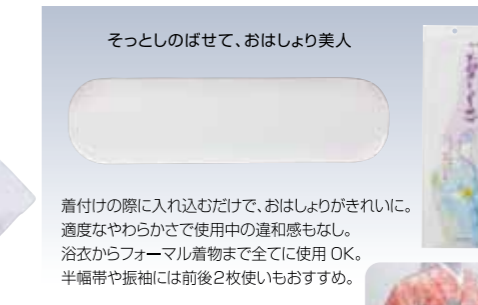 そっとしのばせて、おはしょり美人
着付けの際に入れ込むだけで、おはしょりがきれいに。
適度なやわらかさで使用中の違和感もなし。
浴衣からフォーマル着物まで全てに使用 OK。
半幅帯や振袖には前後2枚使いもおすすめ。